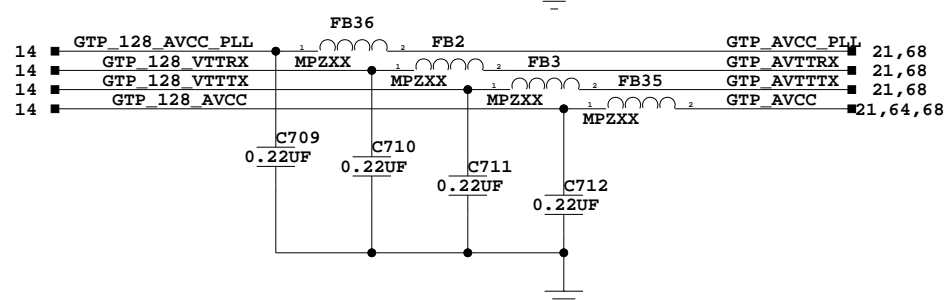 FB36
14 GTP_128_AVCC_PLL 1 2 FB2 GTP_AVCC_PLL 21,68
14 GTP_128_VTTRX MPZXX 1 2 FB3 GTP_AVTTRX 21,68
14 GTP_128_VTTTX MPZXX 1 2 FB35 GTP_AVTTTX 21,68
14 GTP_128_AVCC MPZXX 1 2 GTP_AVCC 21,64,68
MPZXX
C709
0.22UF
C710
0.22UF
C711
0.22UF
C712
0.22UF